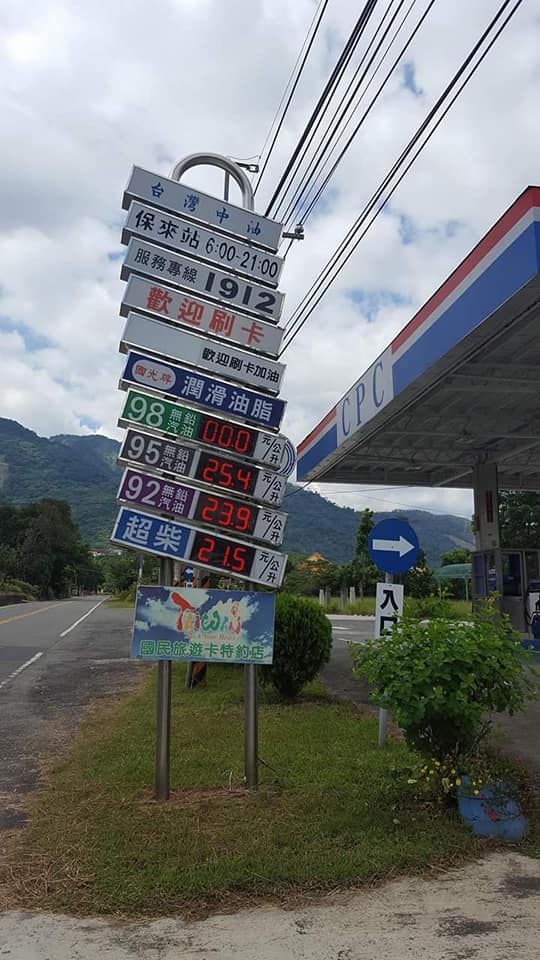 台灣中油
保來站 6:00~21:00
服務專線 1912
歡迎刷卡
歡迎刷卡加油
國光牌 潤滑油脂
98 無鉛汽油 00.0 元/公升
95 無鉛汽油 25.4 元/公升
92 無鉛汽油 23.9 元/公升
超柴 21.5 元/公升
國民旅遊卡特約店
CPC
入口